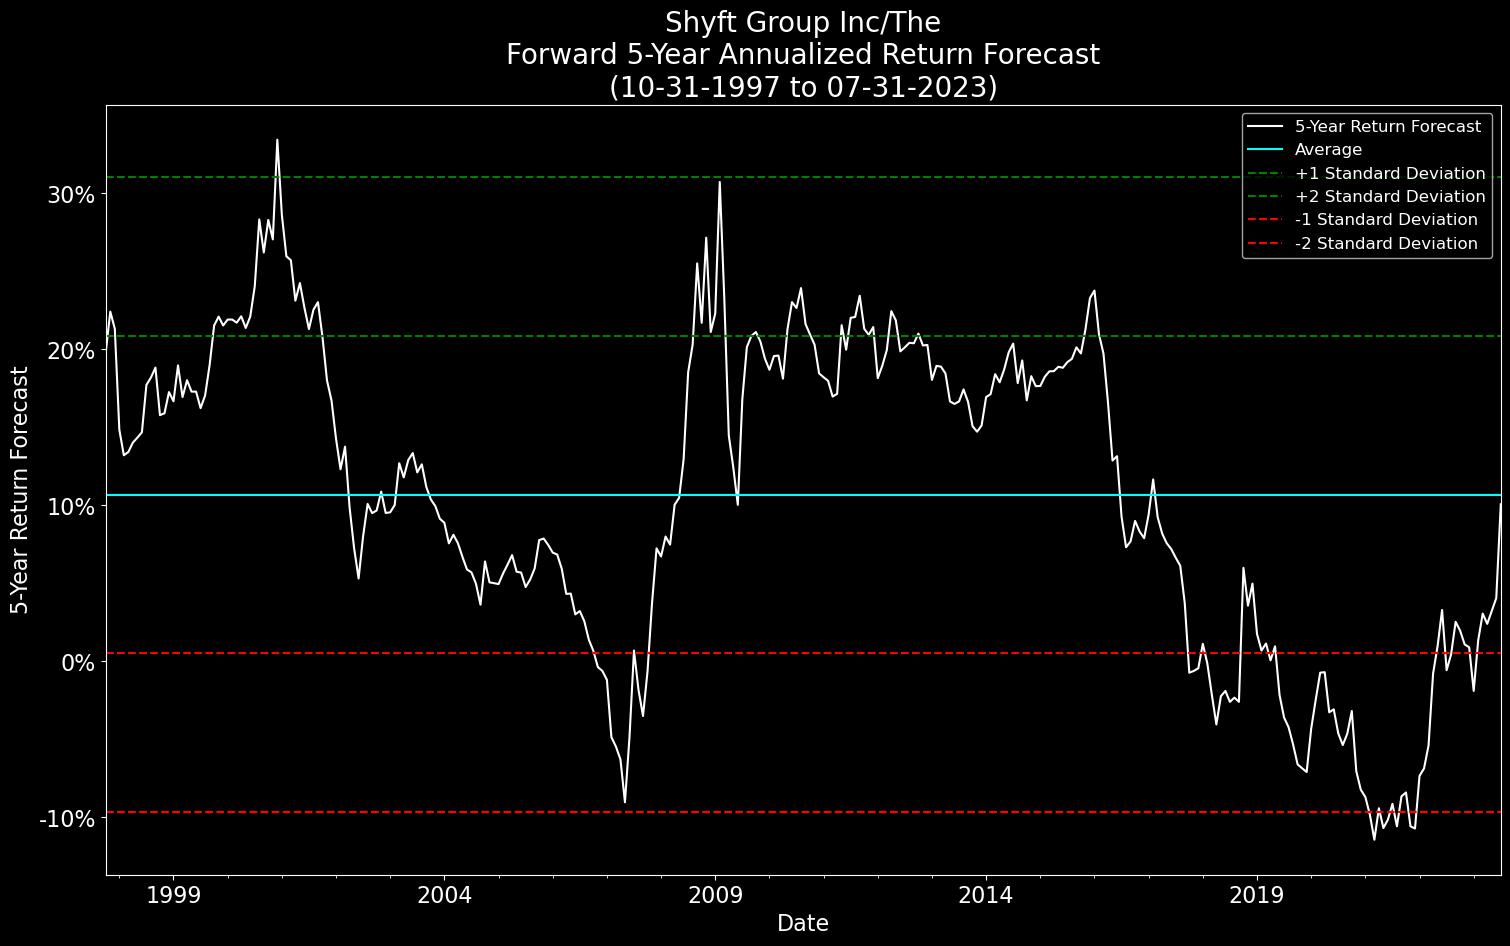 Shyft Group Inc/The
Forward 5-Year Annualized Return Forecast
(10-31-1997 to 07-31-2023)
5-Year Return Forecast
Average
+1 Standard Deviation
+2 Standard Deviation
-1 Standard Deviation
-2 Standard Deviation
5-Year Return Forecast
30%
20%
10%
0%
-10%
1999 2004 2009 2014 2019
Date